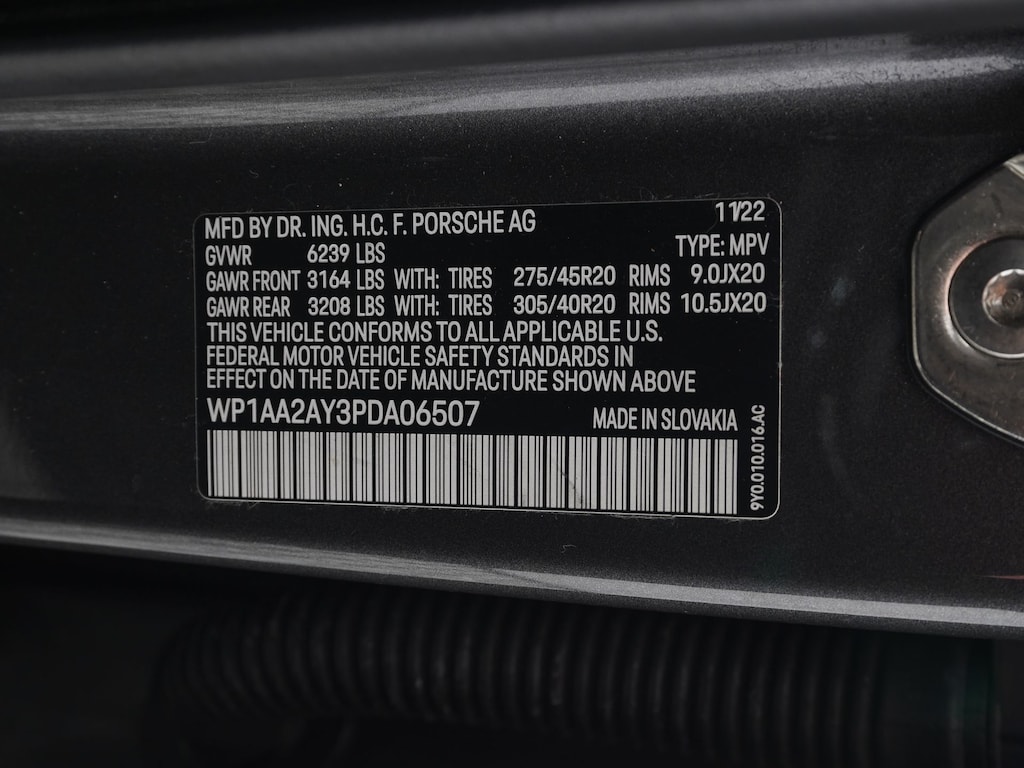 MFD BY DR. ING. H.C. F. PORSCHE AG 11/22
GVWR 6239 LBS TYPE: MPV
GAWR FRONT 3164 LBS WITH: TIRES 275/45R20 RIMS 9.0JX20
GAWR REAR 3208 LBS WITH: TIRES 305/40R20 RIMS 10.5JX20
THIS VEHICLE CONFORMS TO ALL APPLICABLE U.S.
FEDERAL MOTOR VEHICLE SAFETY STANDARDS IN
EFFECT ON THE DATE OF MANUFACTURE SHOWN ABOVE
WP1AA2AY3PDA06507 MADE IN SLOVAKIA
9Y0.010.016.AC